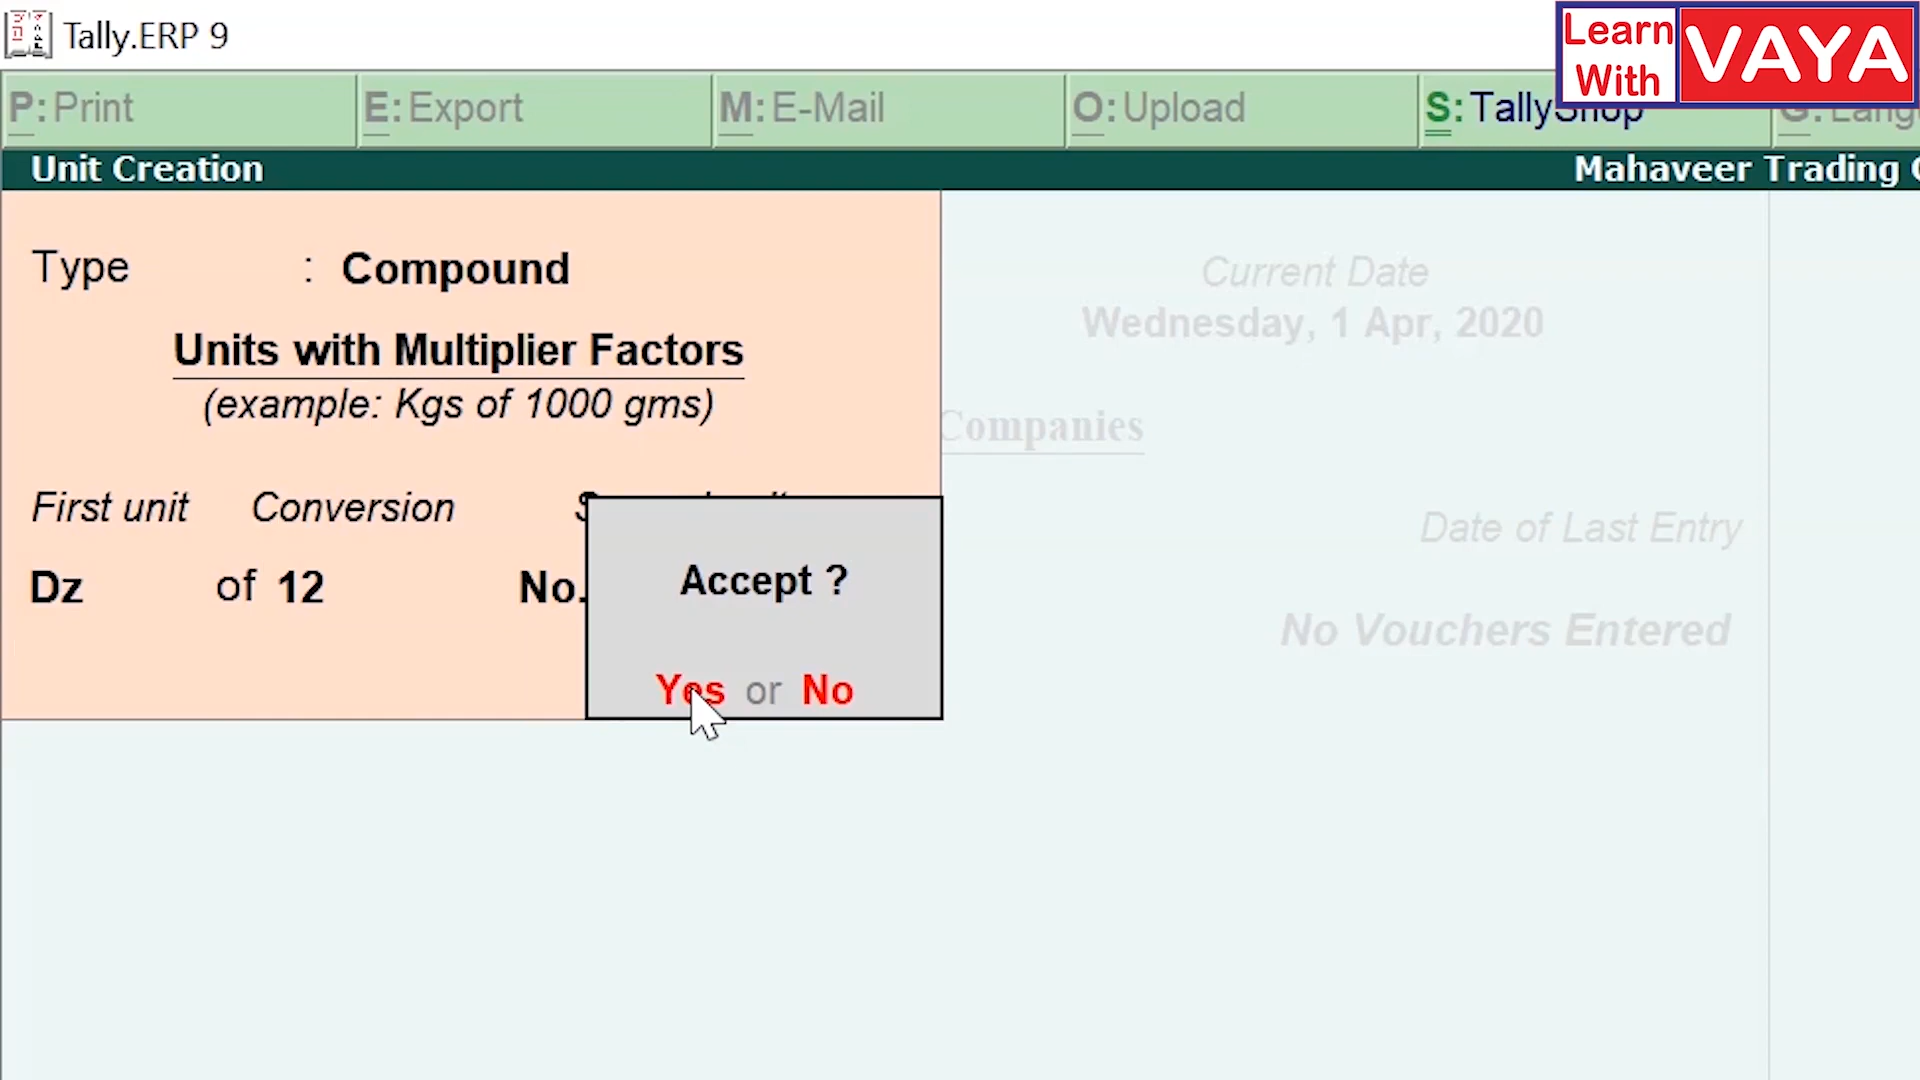 Tally.ERP 9
Learn With VAYA
P: Print E: Export M: E-Mail O: Upload S: TallyShop G:
Unit Creation Mahaveer Trading
Type : Compound
Units with Multiplier Factors
(example: Kgs of 1000 gms)
First unit Conversion
Dz of 12 No.
Accept ?
Yes or No
Current Date
Wednesday, 1 Apr, 2020
Companies
Date of Last Entry
No Vouchers Entered